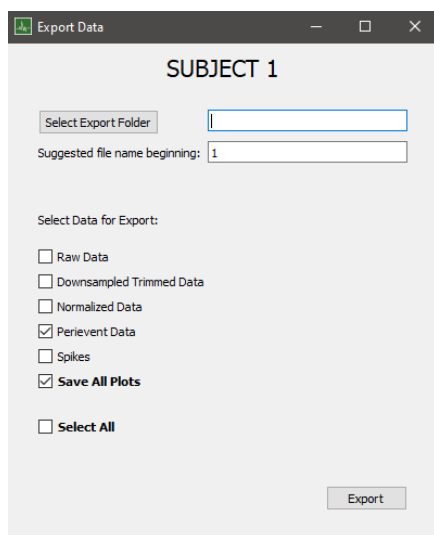 Export Data
SUBJECT 1
Select Export Folder
Suggested file name beginning: 1
Select Data for Export:
Raw Data
Downsampled Trimmed Data
Normalized Data
Perievent Data
Spikes
Save All Plots
Select All
Export